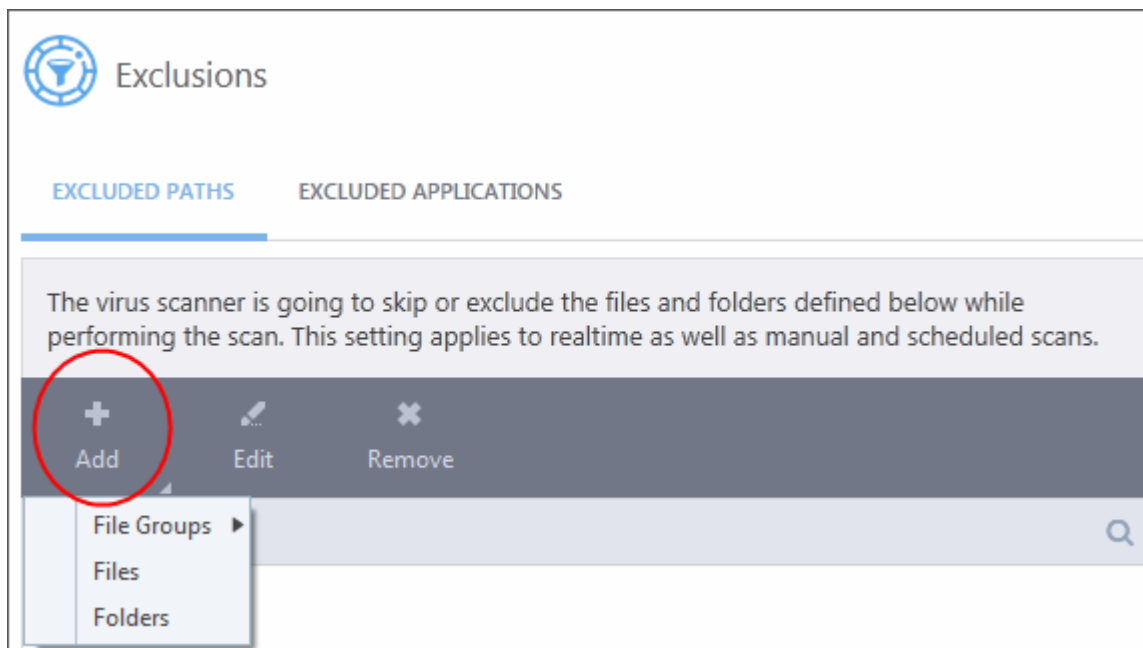 Exclusions
EXCLUDED PATHS EXCLUDED APPLICATIONS
The virus scanner is going to skip or exclude the files and folders defined below while
performing the scan. This setting applies to realtime as well as manual and scheduled scans.
Add Edit Remove
File Groups
Files
Folders